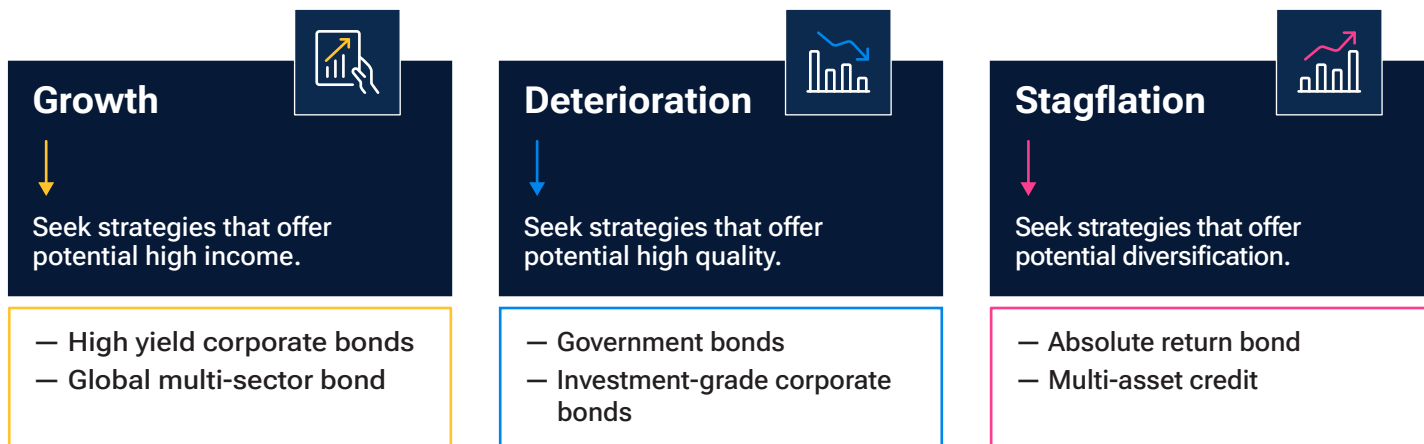 Growth
Seek strategies that offer
potential high income.
— High yield corporate bonds
— Global multi-sector bond
Deterioration
Seek strategies that offer
potential high quality.
— Government bonds
— Investment-grade corporate
bonds
Stagflation
Seek strategies that offer
potential diversification.
— Absolute return bond
— Multi-asset credit